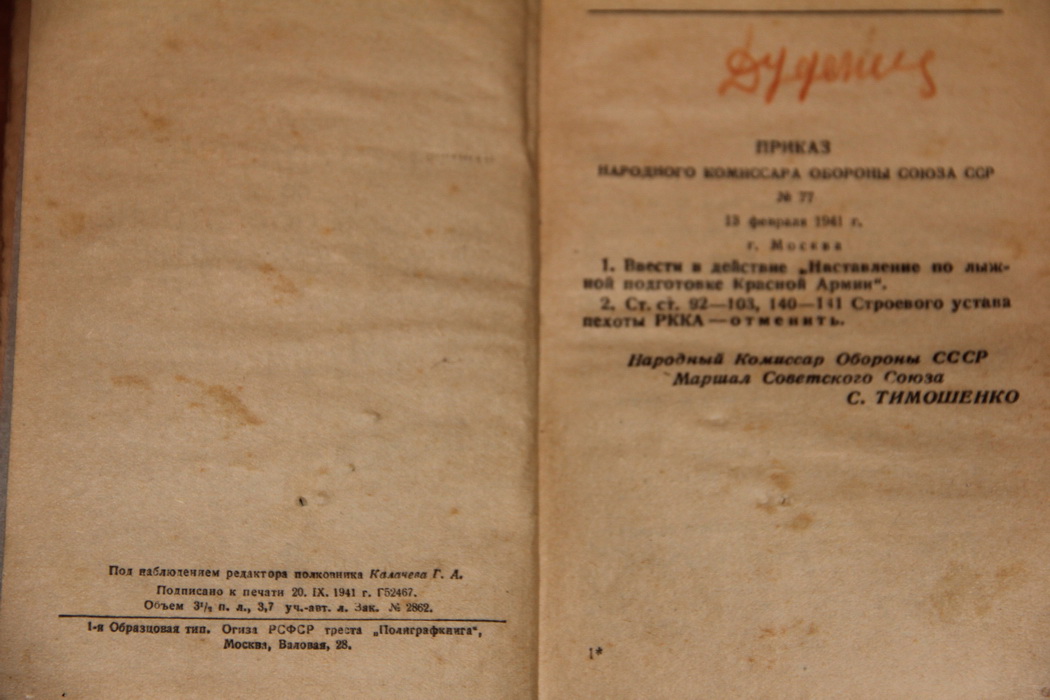 Под наблюдением редактора полковника Калачева Г. А.
Подписано к печати 20. IX. 1941 г. Г52467.
Объем 3¹/₂ п. л., 3,7 уч.-авт. л. Зак. № 2862.
1-я Образцовая тип. Огиза РСФСР треста „Полиграфкнига“,
Москва, Валовая, 28.
ПРИКАЗ
НАРОДНОГО КОМИССАРА ОБОРОНЫ СОЮЗА ССР
№ 77
15 февраля 1941 г.
г. Москва
1. Ввести в действие „Наставление по лыж-
ной подготовке Красной Армии“.
2. Ст. ст. 92—103, 140—141 Строевого устава
пехоты РККА — отменить.
Народный Комиссар Обороны СССР
Маршал Советского Союза
С. ТИМОШЕНКО
1*